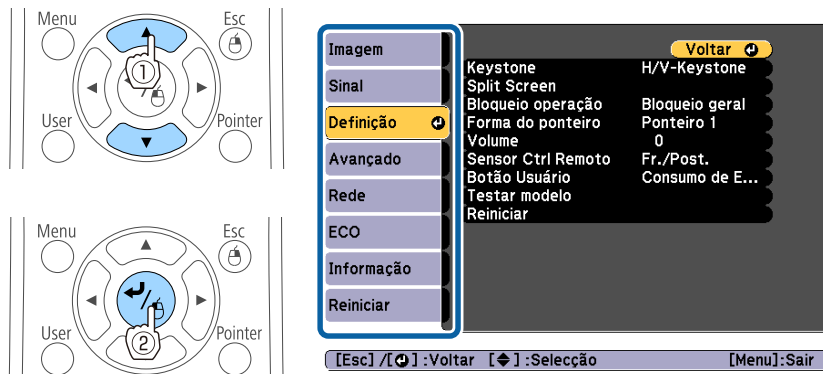 Menu Esc
1
User Pointer
Menu Esc
2
User Pointer
Imagem
Sinal
Definição
Avançado
Rede
ECO
Informação
Reiniciar
Voltar
Keystone H/V-Keystone
Split Screen
Bloqueio operação Bloqueio geral
Forma do ponteiro Ponteiro 1
Volume 0
Sensor Ctrl Remoto Fr./Post.
Botão Usuário Consumo de E...
Testar modelo
Reiniciar
[Esc] /[ ] :Voltar [ ] :Selecção [Menu]:Sair